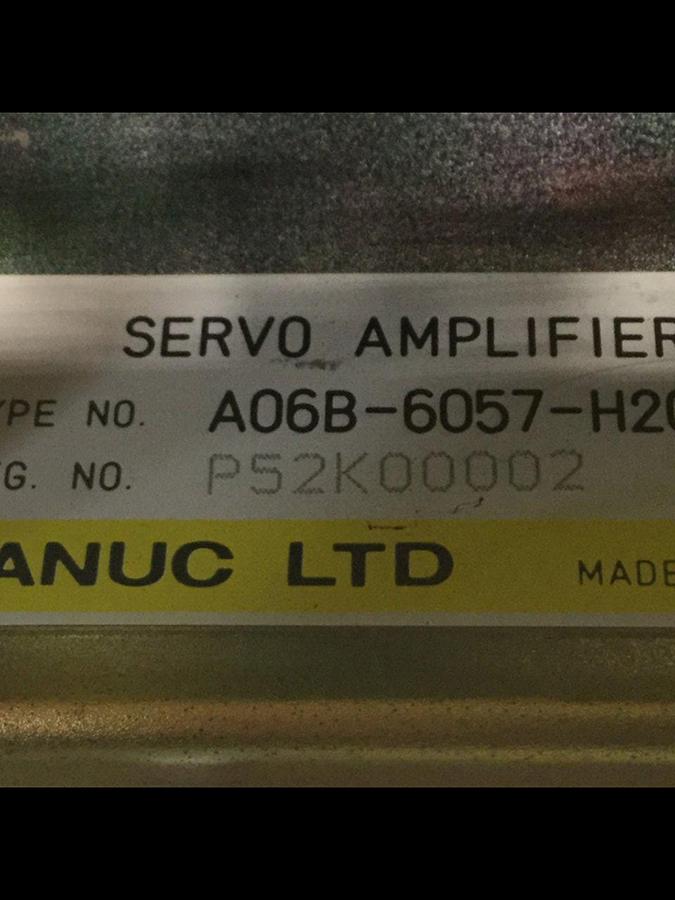 SERVO AMPLIFIER
YPE NO. A06B-6057-H20
G. NO. P52K00002
ANUC LTD MADE